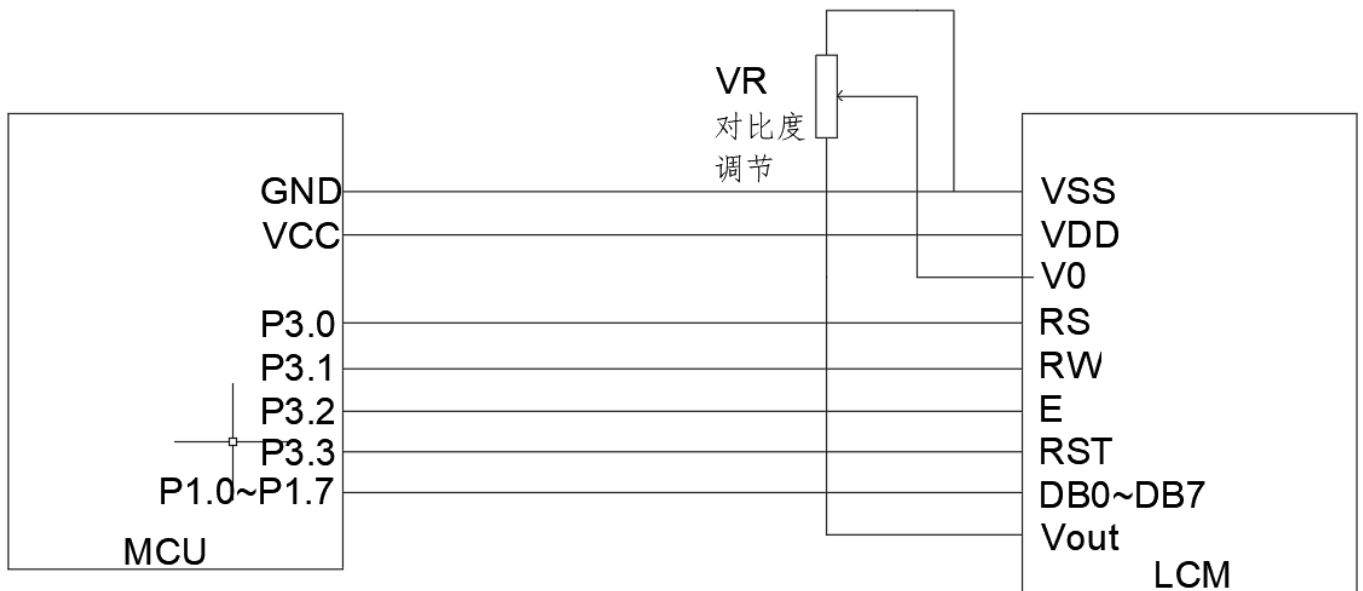 VR
对比度
调节
GND
VCC
P3.0
P3.1
P3.2
P3.3
P1.0~P1.7
MCU
VSS
VDD
V0
RS
RW
E
RST
DB0~DB7
Vout
LCM